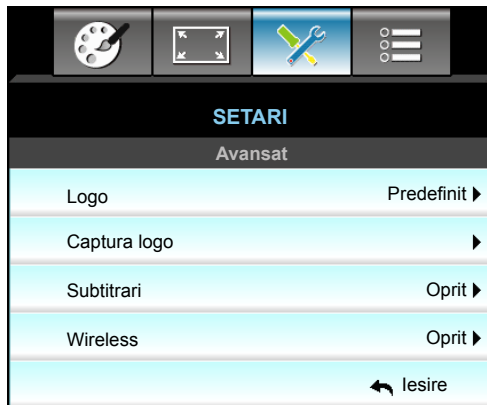 SETARI
Avansat
Logo Predefinit
Captura logo
Subtitrari Oprit
Wireless Oprit
Iesire